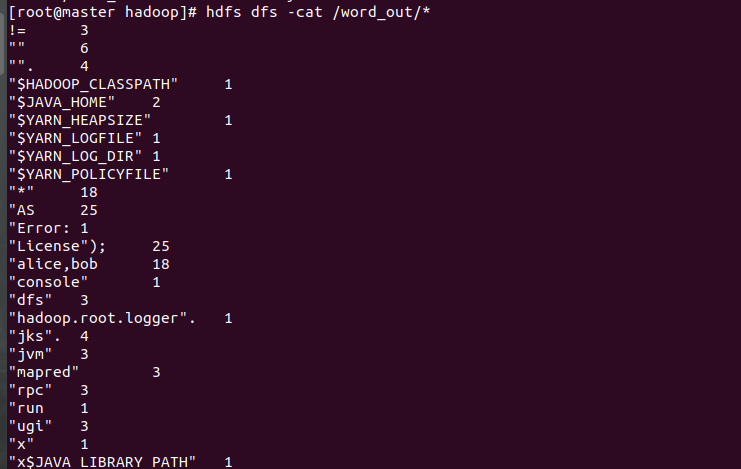 [root@master hadoop]# hdfs dfs -cat /word_out/*
!=	3
""	6
"".	4
"$HADOOP_CLASSPATH"	1
"$JAVA_HOME"	2
"$YARN_HEAPSIZE"	1
"$YARN_LOGFILE"	1
"$YARN_LOG_DIR"	1
"$YARN_POLICYFILE"	1
"*"	18
"AS	25
"Error:	1
"License");	25
"alice,bob	18
"console"	1
"dfs"	3
"hadoop.root.logger".	1
"jks".	4
"jvm"	3
"mapred"	3
"rpc"	3
"run	1
"ugi"	3
"x"	1
"x$JAVA_LIBRARY_PATH"	1